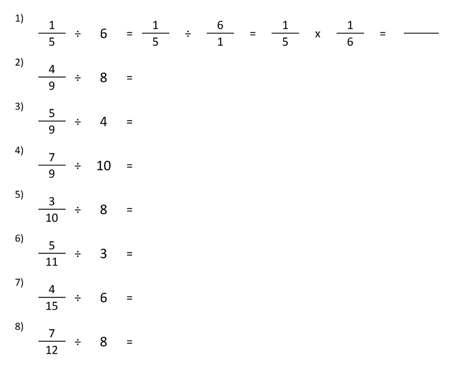 1) 1/5 ÷ 6 = 1/5 ÷ 6/1 = 1/5 x 1/6 = ___
2) 4/9 ÷ 8 =
3) 5/9 ÷ 4 =
4) 7/9 ÷ 10 =
5) 3/10 ÷ 8 =
6) 5/11 ÷ 3 =
7) 4/15 ÷ 6 =
8) 7/12 ÷ 8 =